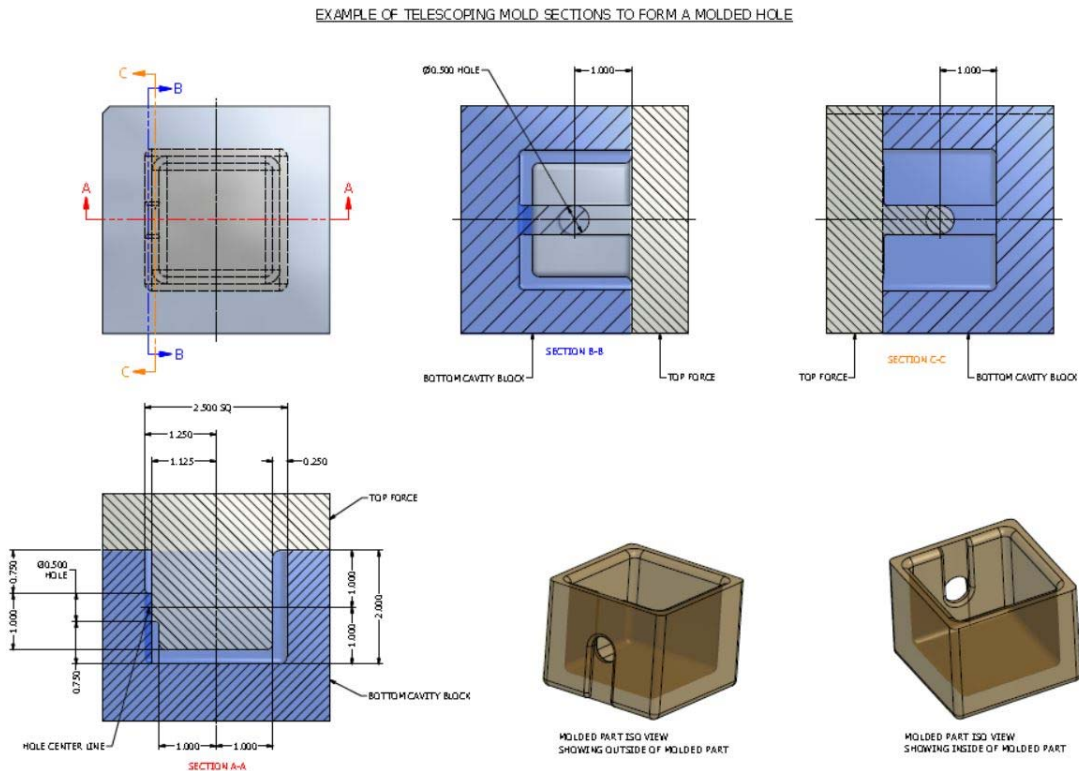 EXAMPLE OF TELESCOPING MOLD SECTIONS TO FORM A MOLDED HOLE
C
B
A
A
B
C
Ø0.500 HOLE
1.000
SECTION B-B
BOTTOM CAVITY BLOCK
TOP FORCE
1.000
SECTION C-C
TOP FORCE
BOTTOM CAVITY BLOCK
2.500 SQ
1.250
1.125
0.250
TOP FORCE
0.750
Ø0.500
HOLE
1.000
0.750
1.000
1.000
2.000
BOTTOM CAVITY BLOCK
HOLE CENTER LINE
1.000
1.000
SECTION A-A
MOLDED PART ISO VIEW
SHOWING OUTSIDE OF MOLDED PART
MOLDED PART ISO VIEW
SHOWING INSIDE OF MOLDED PART